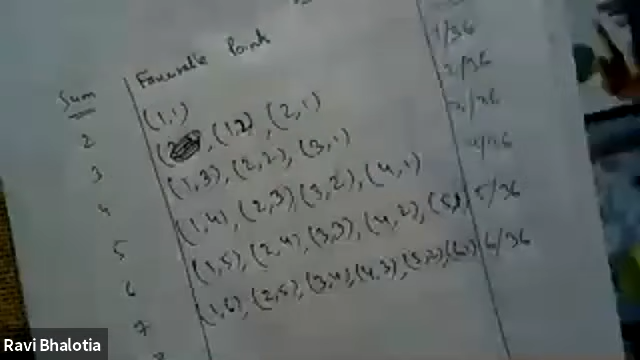 Sum Favourable Points
2 (1,1) 1/36
3 (1,2), (2,1) 2/36
4 (1,3), (2,2), (3,1) 3/36
5 (1,4), (2,3) (3,2), (4,1) 4/36
6 (1,5), (2,4), (3,3), (4,2), (5,1) 5/36
7 (1,6), (2,5), (3,4), (4,3), (5,2), (6,1) 6/36
Ravi Bhalotia